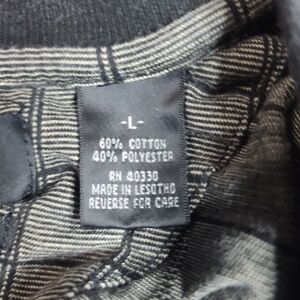 -L-
60% COTTON
40% POLYESTER
RN 40330
MADE IN LESOTHO
REVERSE FOR CARE